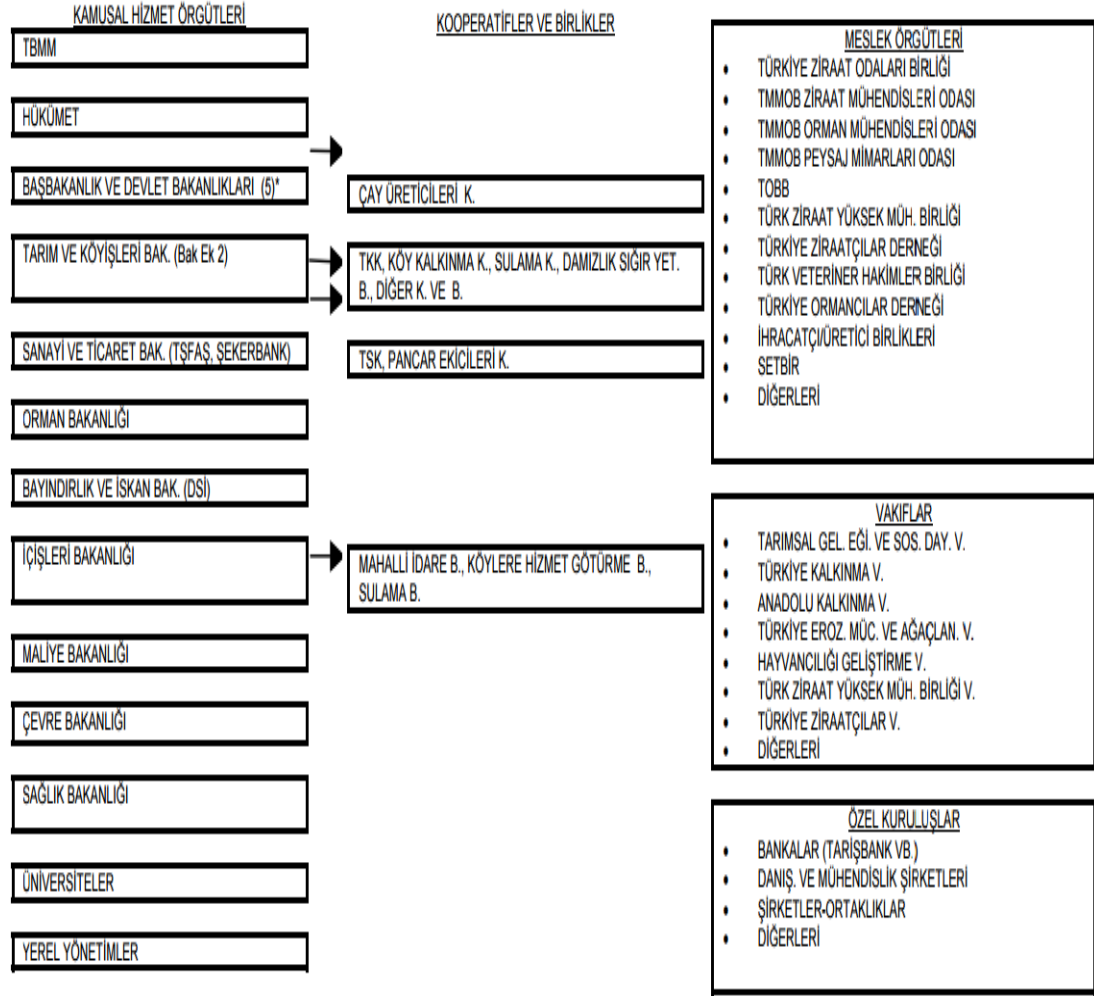 KAMUSAL HİZMET ÖRGÜTLERİ
TBMM
HÜKÜMET
BAŞBAKANLIK VE DEVLET BAKANLIKLARI (5)*
TARIM VE KÖYİŞLERİ BAK. (Bak Ek 2)
SANAYİ VE TİCARET BAK. (TŞFAŞ, ŞEKERBANK)
ORMAN BAKANLIĞI
BAYINDIRLIK VE İSKAN BAK. (DSİ)
İÇİŞLERİ BAKANLIĞI
MALİYE BAKANLIĞI
ÇEVRE BAKANLIĞI
SAĞLIK BAKANLIĞI
ÜNİVERSİTELER
YEREL YÖNETİMLER
KOOPERATİFLER VE BİRLİKLER
ÇAY ÜRETİCİLERİ K.
TKK, KÖY KALKINMA K., SULAMA K., DAMIZLIK SIĞIR YET.
B., DİĞER K. VE B.
TSK, PANCAR EKİCİLERİ K.
MAHALLİ İDARE B., KÖYLERE HİZMET GÖTÜRME B.,
SULAMA B.
MESLEK ÖRGÜTLERİ
• TÜRKİYE ZİRAAT ODALARI BİRLİĞİ
• TMMOB ZİRAAT MÜHENDİSLERİ ODASI
• TMMOB ORMAN MÜHENDİSLERİ ODASI
• TMMOB PEYSAJ MİMARLARI ODASI
• TOBB
• TÜRK ZİRAAT YÜKSEK MÜH. BİRLİĞİ
• TÜRKİYE ZİRAATÇILAR DERNEĞİ
• TÜRK VETERİNER HAKİMLER BİRLİĞİ
• TÜRKİYE ORMANCILAR DERNEĞİ
• İHRACATÇI/ÜRETİCİ BİRLİKLERİ
• SETBİR
• DİĞERLERİ
VAKIFLAR
• TARIMSAL GEL. EĞİ. VE SOS. DAY. V.
• TÜRKİYE KALKINMA V.
• ANADOLU KALKINMA V.
• TÜRKİYE EROZ. MÜC. VE AĞAÇLAN. V.
• HAYVANCILIĞI GELİŞTİRME V.
• TÜRK ZİRAAT YÜKSEK MÜH. BİRLİĞİ V.
• TÜRKİYE ZİRAATÇILAR V.
• DİĞERLERİ
ÖZEL KURULUŞLAR
• BANKALAR (TARİŞBANK VB.)
• DANIŞ. VE MÜHENDİSLİK ŞİRKETLERİ
• ŞİRKETLER-ORTAKLIKLAR
• DİĞERLERİ